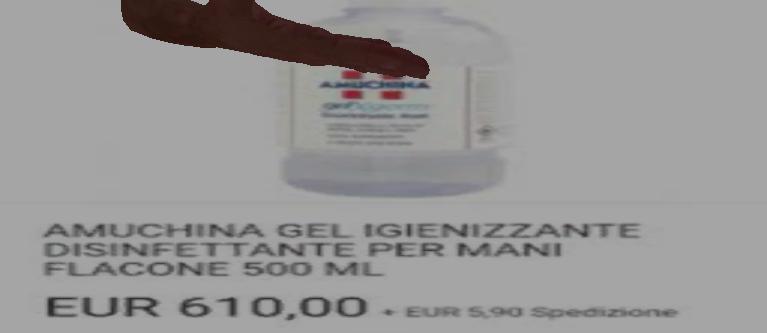 AMUCHINA
AMUCHINA GEL IGIENIZZANTE
DISINFETTANTE PER MANI
FLACONE 500 ML
EUR 610,00 + EUR 5,90 Spedizione